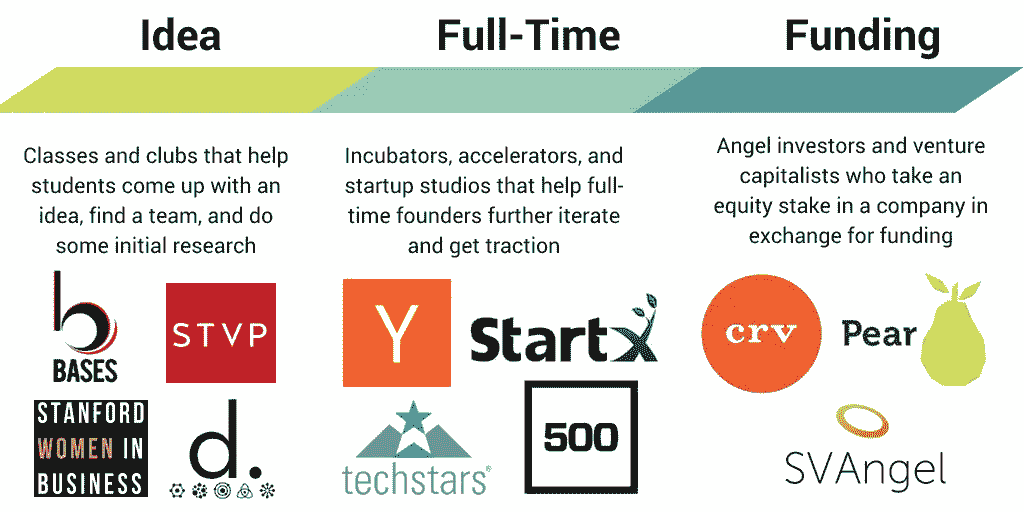 Idea
Full-Time
Funding
Classes and clubs that help
students come up with an
idea, find a team, and do
some initial research
Incubators, accelerators, and
startup studios that help full-
time founders further iterate
and get traction
Angel investors and venture
capitalists who take an
equity stake in a company in
exchange for funding
b
BASES
STVP
STANFORD
WOMEN IN
BUSINESS
d.
Y
StartX
techstars®
500
crv
Pear
SVAngel